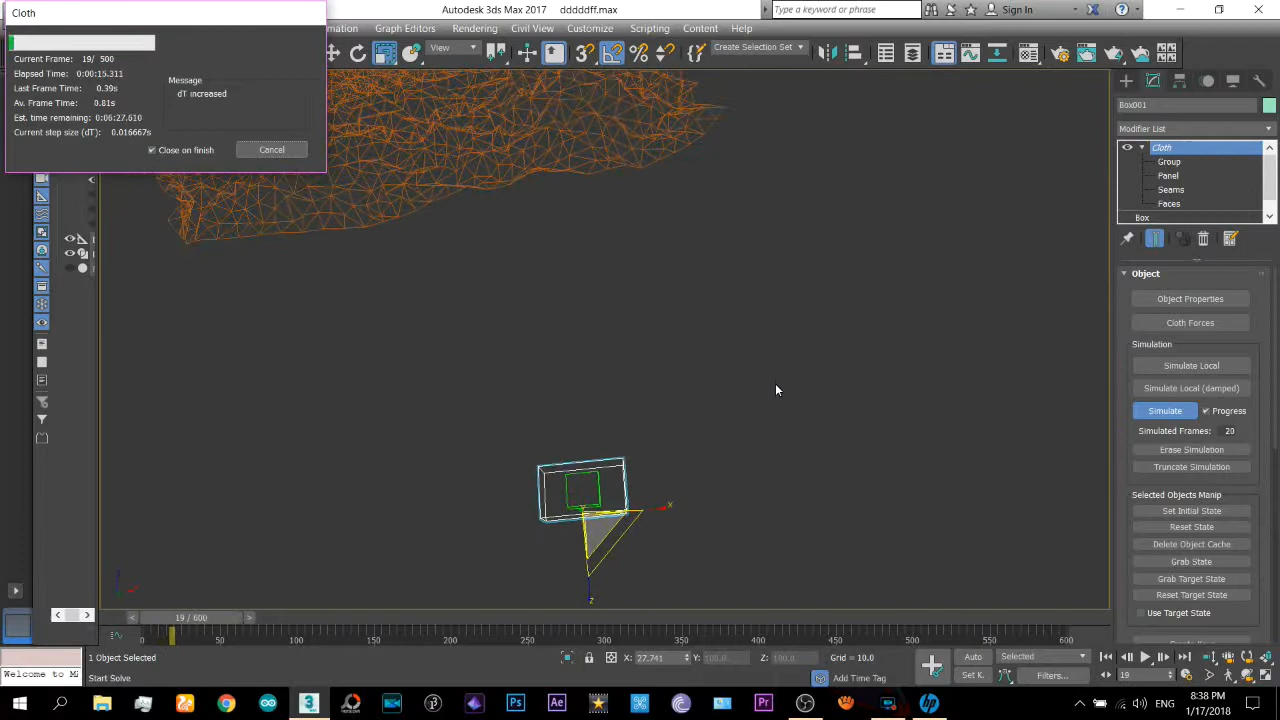 Cloth
Autodesk 3ds Max 2017 dddddff.max
Type a keyword or phrase
Sign In
Graph Editors Rendering Civil View Customize Scripting Content Help
View
Create Selection Set
Current Frame: 19/ 500
Elapsed Time: 0:00:15.311
Last Frame Time: 0.39s
Av. Frame Time: 0.81s
Est. time remaining: 0:06:27.610
Current step size (dT): 0.016667s
Message
dT increased
Close on finish
Cancel
Box001
Modifier List
Cloth
Group
Panel
Seams
Faces
Box
Object
Object Properties
Cloth Forces
Simulation
Simulate Local
Simulate Local (damped)
Simulate Progress
Simulated Frames: 20
Erase Simulation
Truncate Simulation
Selected Objects Manip
Set Initial State
Reset State
Delete Object Cache
Grab State
Grab Target State
Reset Target State
Use Target State
x
z
19 / 600
0 50 100 150 200 250 300 350 400 450 500 550 600
1 Object Selected
X: 27.741 Y: 100.0 Z: 100.0 Grid = 10.0
Auto Selected
Welcome to M
Start Solve
Add Time Tag
Set K. Filters...
19
ENG
8:38 PM
1/17/2018